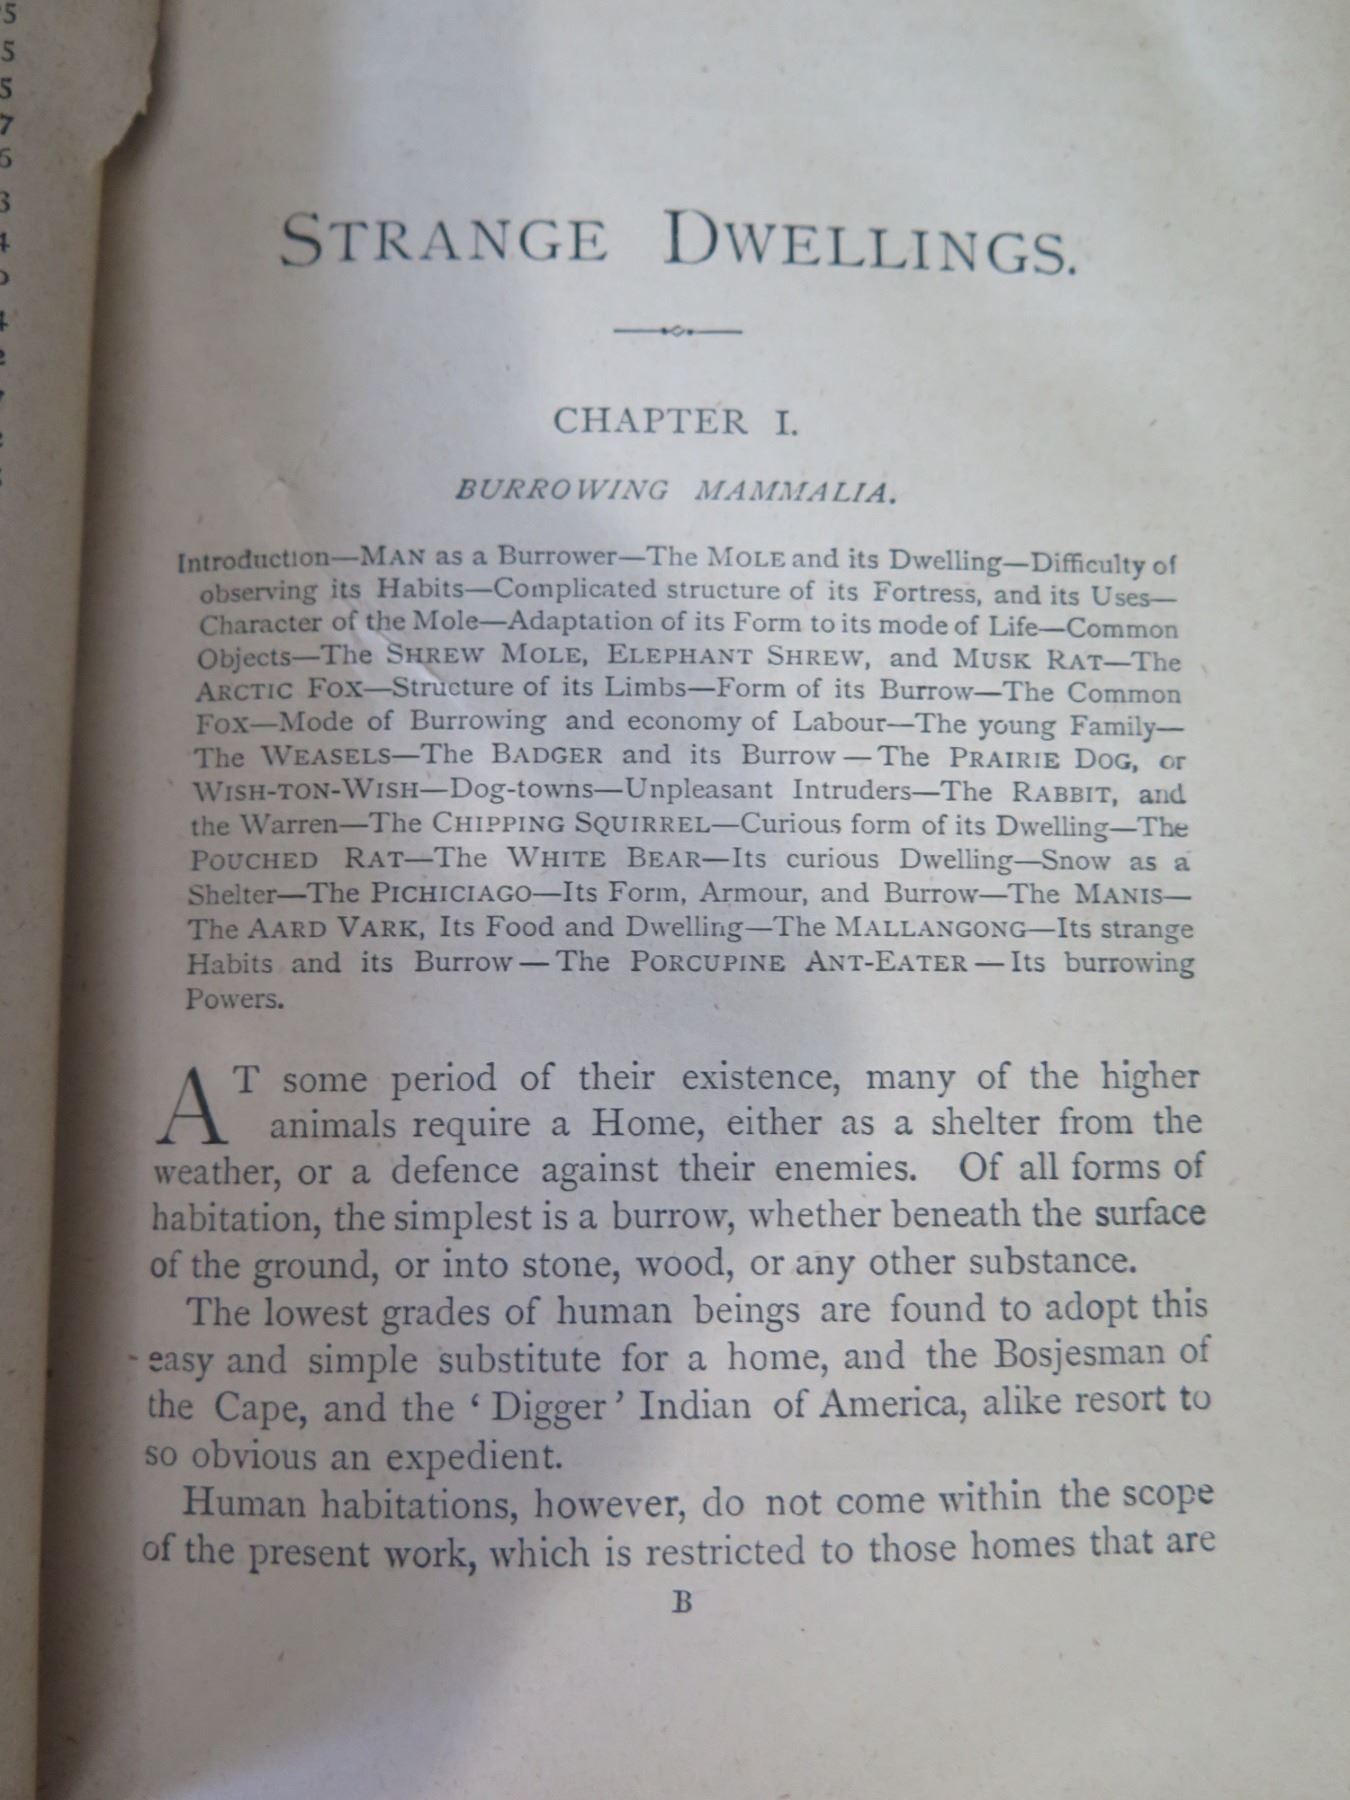 5
5
5
7
6
3
4
4
2
7
2
STRANGE DWELLINGS.
CHAPTER I.
BURROWING MAMMALIA.
Introduction—MAN as a Burrower—The MOLE and its Dwelling—Difficulty of
observing its Habits—Complicated structure of its Fortress, and its Uses—
Character of the Mole—Adaptation of its Form to its mode of Life—Common
Objects—The SHREW MOLE, ELEPHANT SHREW, and MUSK RAT—The
ARCTIC FOX—Structure of its Limbs—Form of its Burrow—The Common
FOX—Mode of Burrowing and economy of Labour—The young Family—
The WEASELS—The BADGER and its Burrow—The PRAIRIE DOG, or
WISH-TON-WISH—Dog-towns—Unpleasant Intruders—The RABBIT, and
the Warren—The CHIPPING SQUIRREL—Curious form of its Dwelling—The
POUCHED RAT—The WHITE BEAR—Its curious Dwelling—Snow as a
Shelter—The PICHICIAGO—Its Form, Armour, and Burrow—The MANIS—
The AARD VARK, Its Food and Dwelling—The MALLANGONG—Its strange
Habits and its Burrow—The PORCUPINE ANT-EATER—Its burrowing
Powers.
AT some period of their existence, many of the higher
animals require a Home, either as a shelter from the
weather, or a defence against their enemies. Of all forms of
habitation, the simplest is a burrow, whether beneath the surface
of the ground, or into stone, wood, or any other substance.
The lowest grades of human beings are found to adopt this
easy and simple substitute for a home, and the Bosjesman of
the Cape, and the ‘Digger’ Indian of America, alike resort to
so obvious an expedient.
Human habitations, however, do not come within the scope
of the present work, which is restricted to those homes that are
B